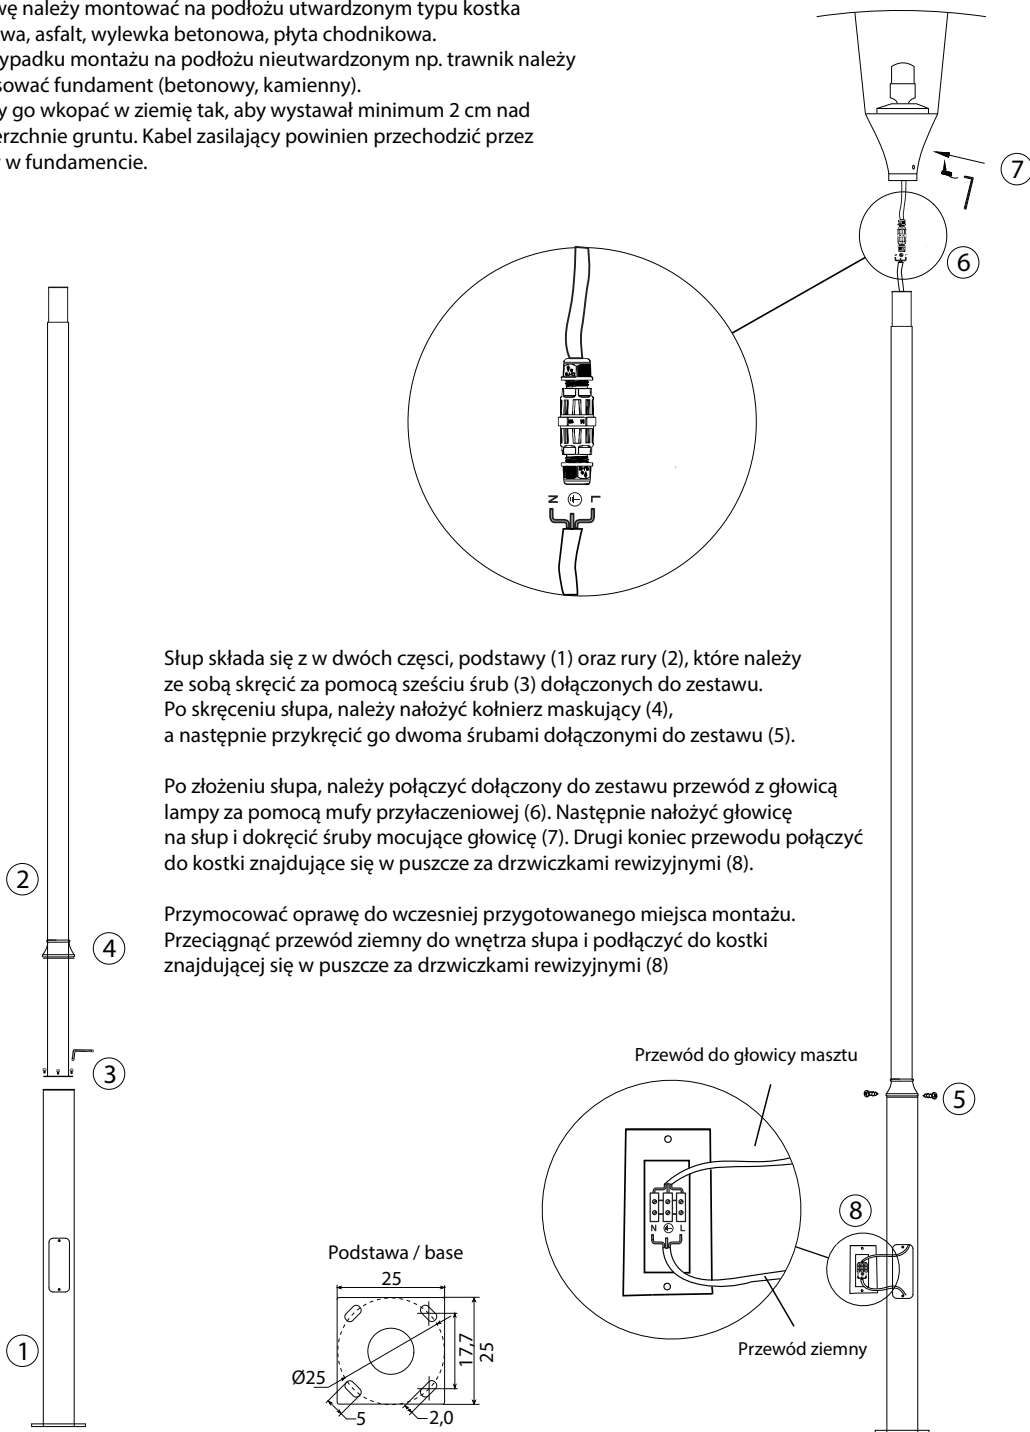 wę należy montować na podłożu utwardzonym typu kostka
wa, asfalt, wylewka betonowa, płyta chodnikowa.
ypadku montażu na podłożu nieutwardzonym np. trawnik należy
sować fundament (betonowy, kamienny).
y go wkopać w ziemię tak, aby wystawał minimum 2 cm nad
erzchnie gruntu. Kabel zasilający powinien przechodzić przez
w fundamencie.
7
6
N L
Słup składa się z w dwóch częsci, podstawy (1) oraz rury (2), które należy
ze sobą skręcić za pomocą sześciu śrub (3) dołączonych do zestawu.
Po skręceniu słupa, należy nałożyć kołnierz maskujący (4),
a następnie przykręcić go dwoma śrubami dołączonymi do zestawu (5).
Po złożeniu słupa, należy połączyć dołączony do zestawu przewód z głowicą
lampy za pomocą mufy przyłaczeniowej (6). Następnie nałożyć głowicę
na słup i dokręcić śruby mocujące głowicę (7). Drugi koniec przewodu połączyć
do kostki znajdujące się w puszcze za drzwiczkami rewizyjnymi (8).
Przymocować oprawę do wczesniej przygotowanego miejsca montażu.
Przeciągnąć przewód ziemny do wnętrza słupa i podłączyć do kostki
znajdującej się w puszcze za drzwiczkami rewizyjnymi (8)
2
4
3
1
Przewód do głowicy masztu
5
8
N L
Przewód ziemny
Podstawa / base
25
17,7
25
Ø25
5
2,0